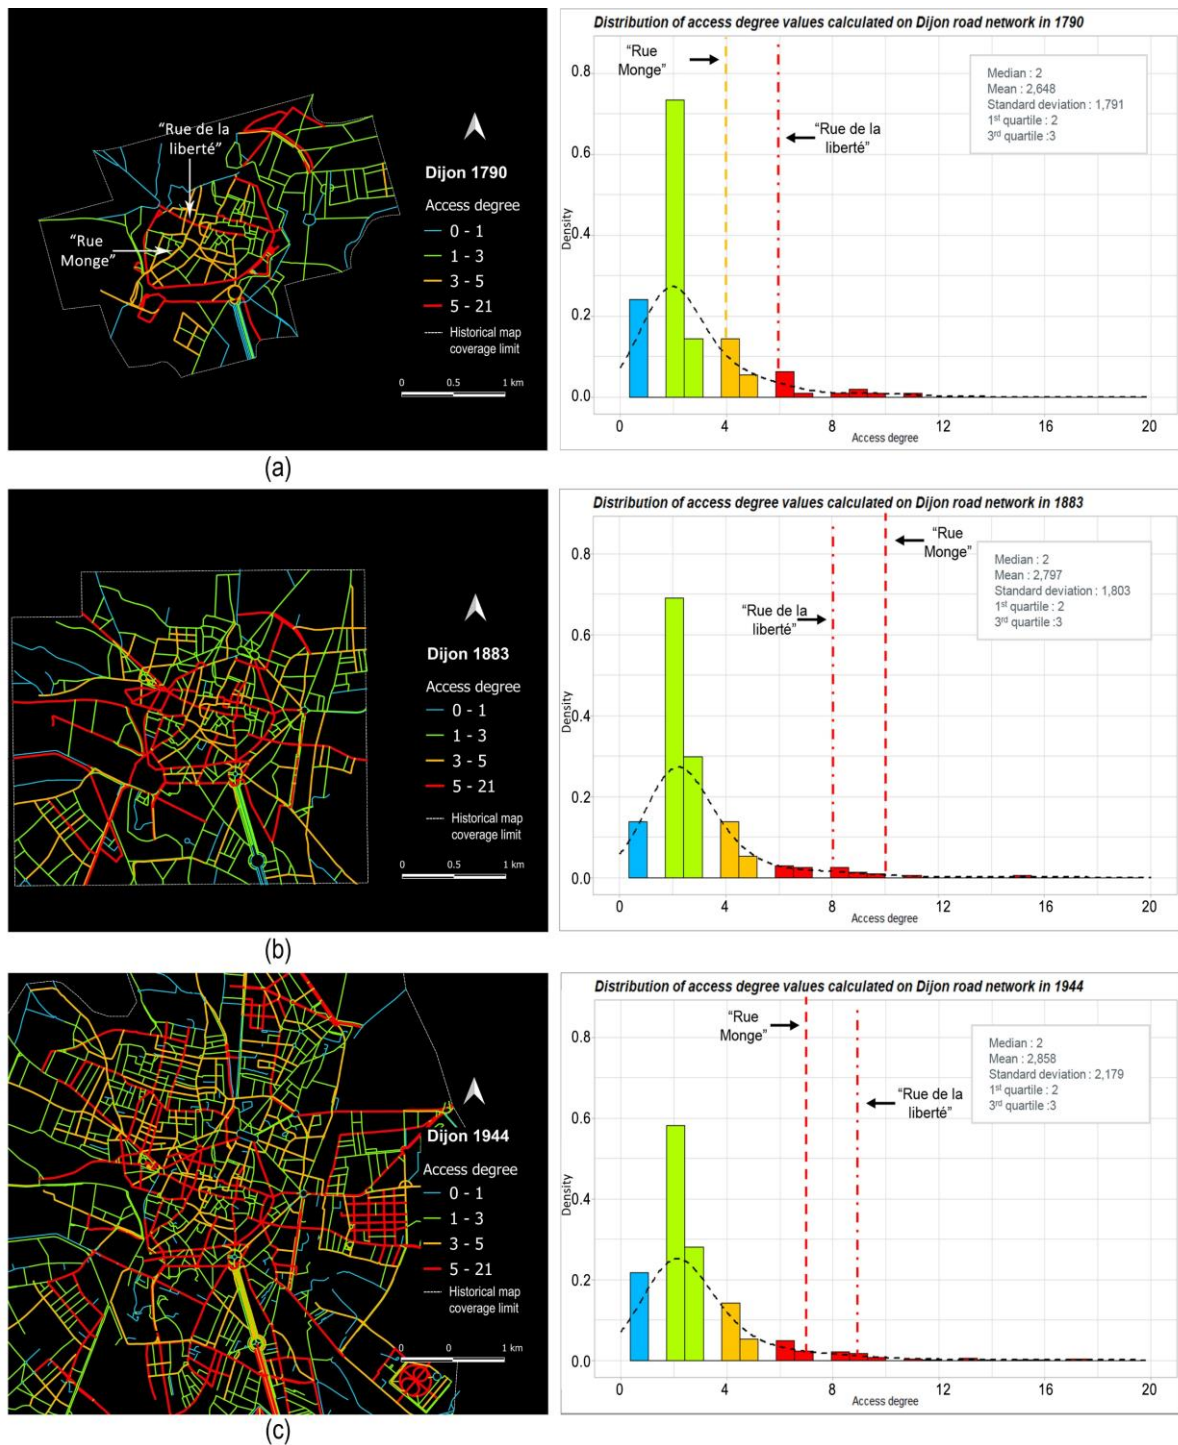 "Rue de la
liberté"
"Rue
Monge"
Dijon 1790
Access degree
0 - 1
1 - 3
3 - 5
5 - 21
Historical map
coverage limit
0 0.5 1 km
Distribution of access degree values calculated on Dijon road network in 1790
"Rue
Monge"
"Rue de la
liberté"
Median : 2
Mean : 2,648
Standard deviation : 1,791
1st quartile : 2
3rd quartile :3
Density
0.8
0.6
0.4
0.2
0.0
0 4 8 12 16 20
Access degree
(a)
Dijon 1883
Access degree
0 - 1
1 - 3
3 - 5
5 - 21
Historical map
coverage limit
0 0.5 1 km
Distribution of access degree values calculated on Dijon road network in 1883
"Rue
Monge"
"Rue de la
liberté"
Median : 2
Mean : 2,797
Standard deviation : 1,803
1st quartile : 2
3rd quartile :3
Density
0.8
0.6
0.4
0.2
0.0
0 4 8 12 16 20
Access degree
(b)
Dijon 1944
Access degree
0 - 1
1 - 3
3 - 5
5 - 21
Historical map
coverage limit
0 0 1 km
Distribution of access degree values calculated on Dijon road network in 1944
"Rue
Monge"
"Rue de la
liberté"
Median : 2
Mean : 2,858
Standard deviation : 2,179
1st quartile : 2
3rd quartile :3
Density
0.8
0.6
0.4
0.2
0.0
0 4 8 12 16 20
Access degree
(c)